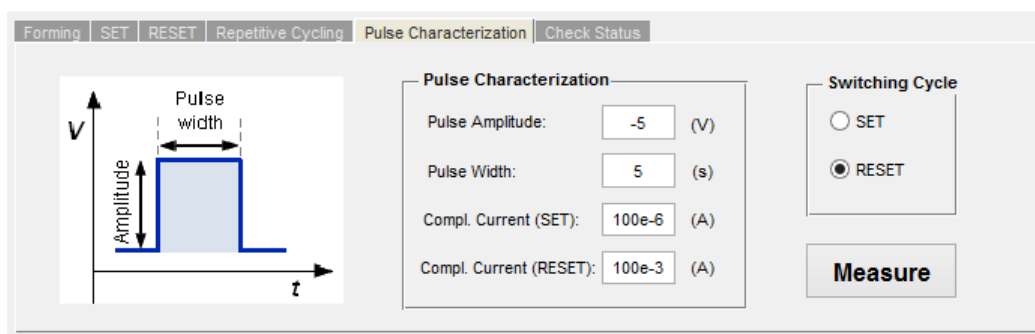 Forming SET RESET Repetitive Cycling Pulse Characterization Check Status
V
Pulse
width
Amplitude
t
Pulse Characterization
Pulse Amplitude: -5 (V)
Pulse Width: 5 (s)
Compl. Current (SET): 100e-6 (A)
Compl. Current (RESET): 100e-3 (A)
Switching Cycle
SET
RESET
Measure